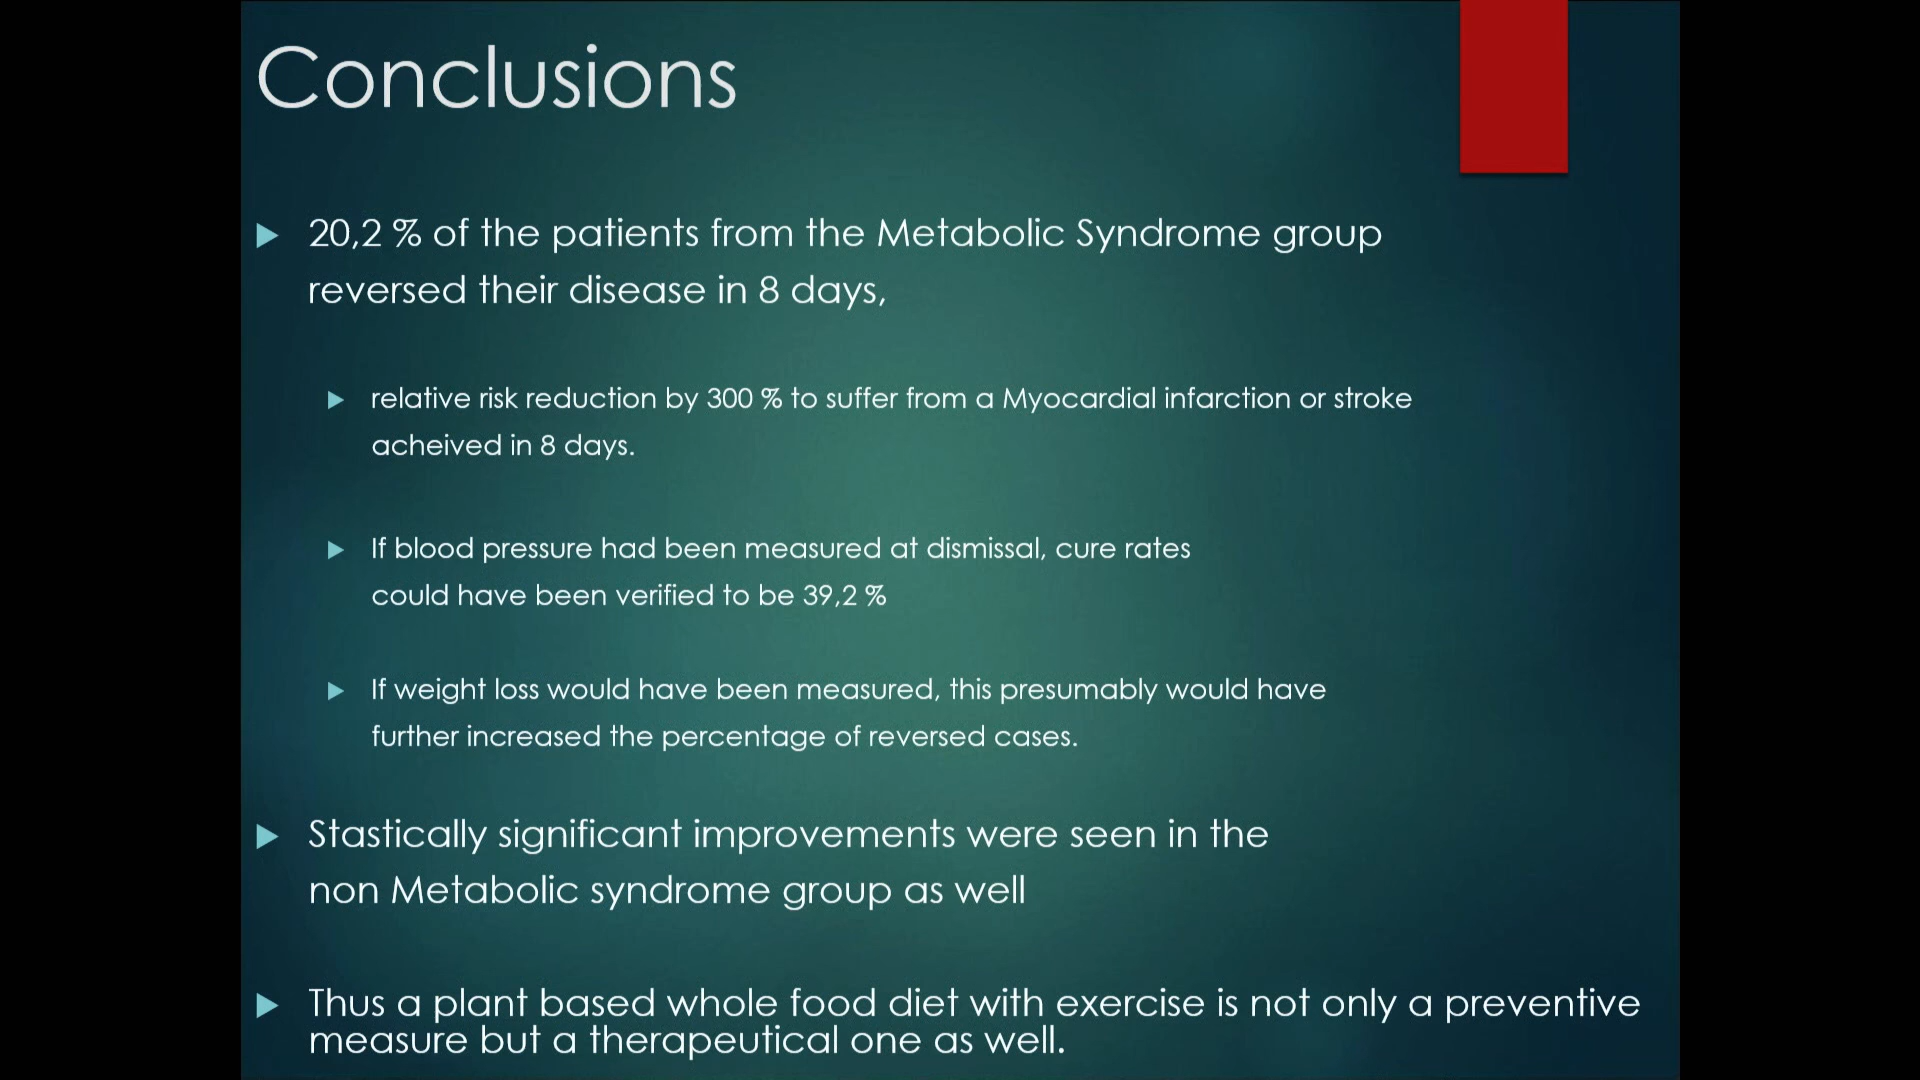 Conclusions
20,2 % of the patients from the Metabolic Syndrome group
reversed their disease in 8 days,
relative risk reduction by 300 % to suffer from a Myocardial infarction or stroke
acheived in 8 days.
If blood pressure had been measured at dismissal, cure rates
could have been verified to be 39,2 %
If weight loss would have been measured, this presumably would have
further increased the percentage of reversed cases.
Stastically significant improvements were seen in the
non Metabolic syndrome group as well
Thus a plant based whole food diet with exercise is not only a preventive
measure but a therapeutical one as well.